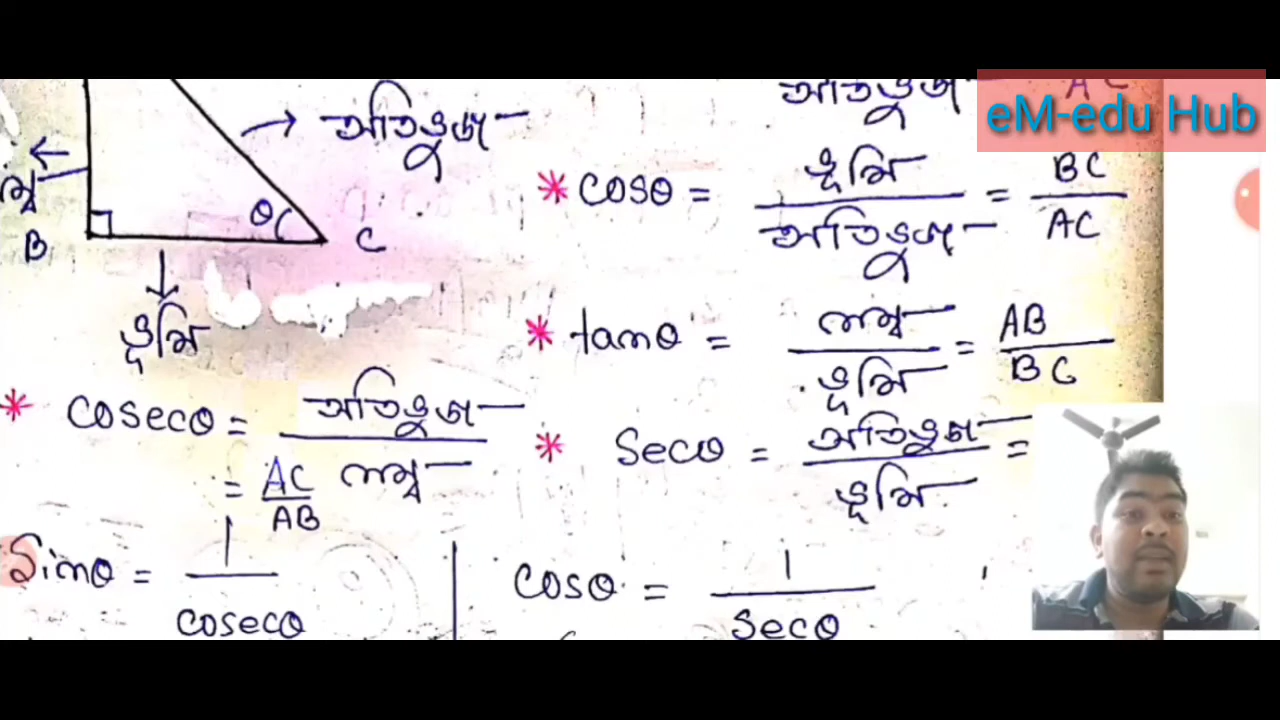 অতিভুজ AC
eM-edu Hub
→ অতিভুজ
* cosθ = ভূমি / অতিভুজ = BC / AC
θ
B
C
ভূমি
* tanθ = লম্ব / ভূমি = AB / BC
* cosecθ = অতিভুজ / লম্ব
= AC / AB
* Secθ = অতিভুজ / ভূমি =
Sinθ = 1 / cosecθ
cosθ = 1 / Secθ